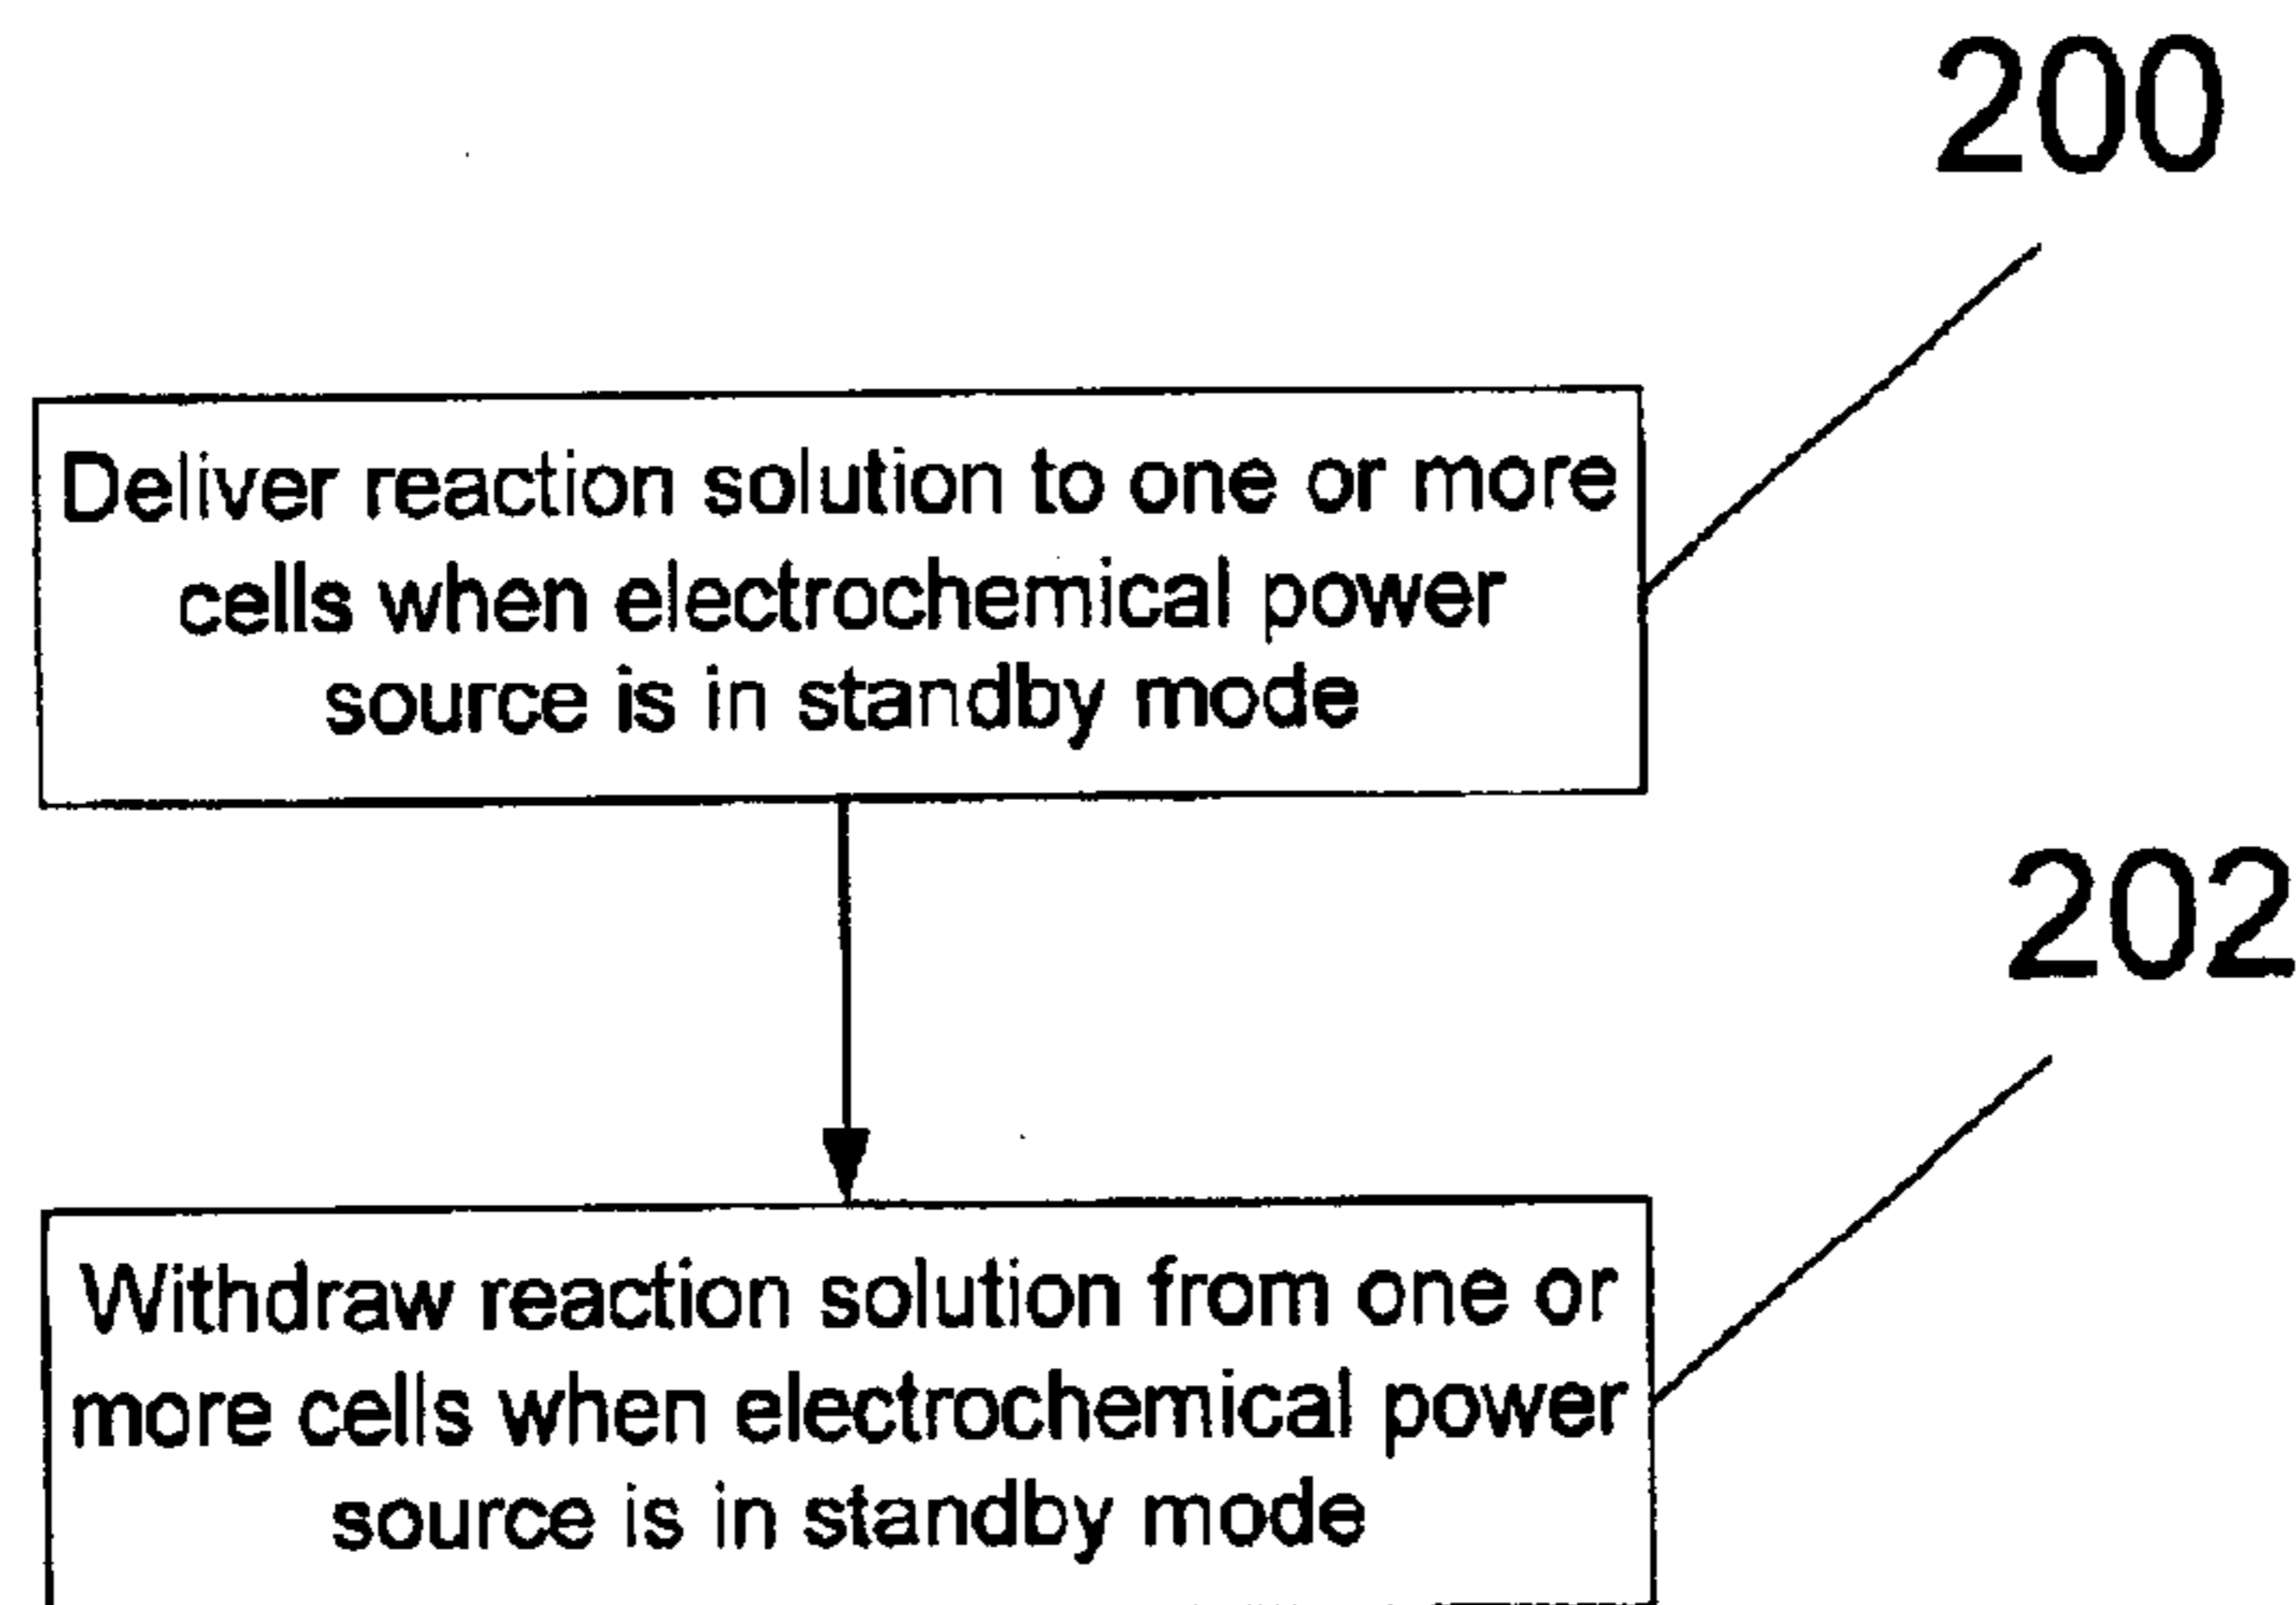 200
Deliver reaction solution to one or more
cells when electrochemical power
source is in standby mode
202
Withdraw reaction solution from one or
more cells when electrochemical power
source is in standby mode